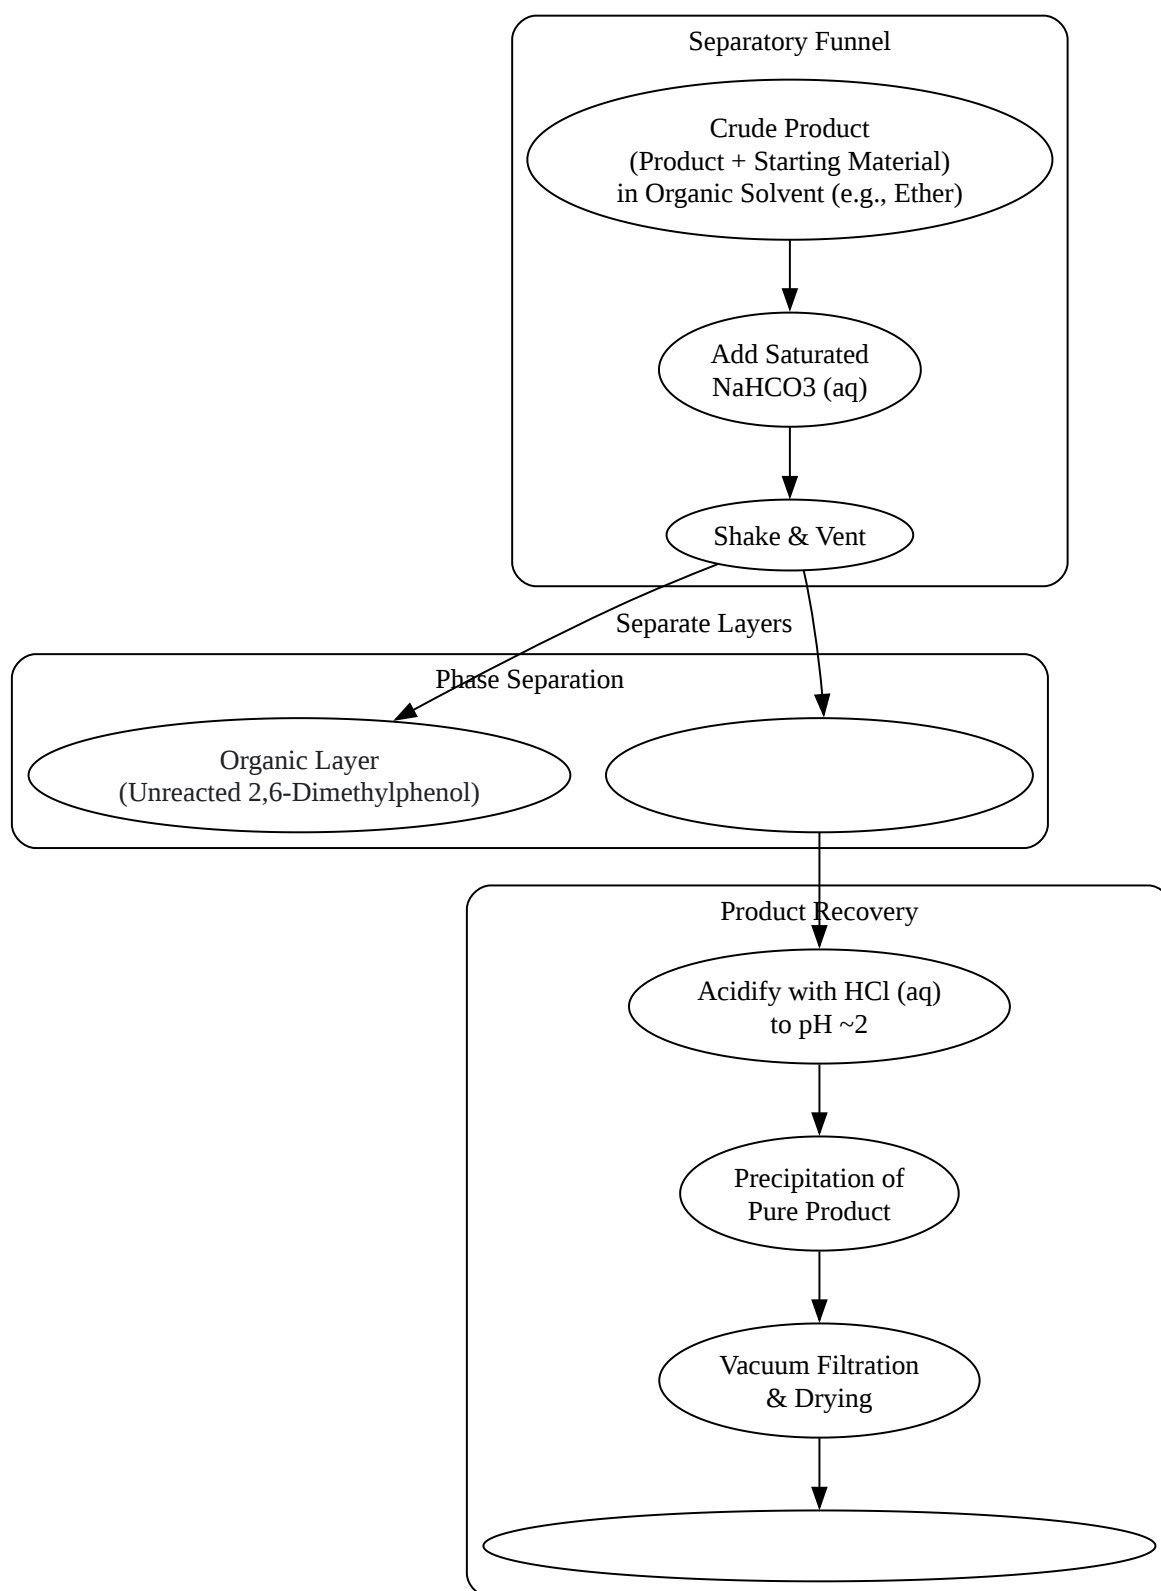 Separatory Funnel
Crude Product
(Product + Starting Material)
in Organic Solvent (e.g., Ether)
Add Saturated
NaHCO3 (aq)
Shake & Vent
Separate Layers
Phase Separation
Organic Layer
(Unreacted 2,6-Dimethylphenol)
Product Recovery
Acidify with HCl (aq)
to pH ~2
Precipitation of
Pure Product
Vacuum Filtration
& Drying